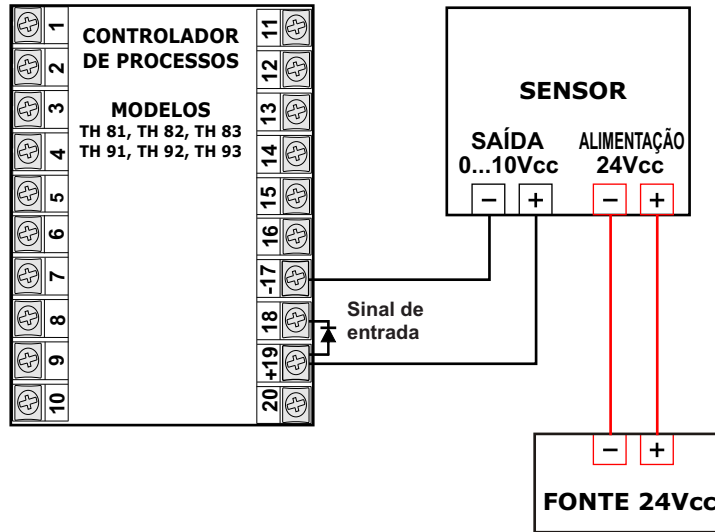 1
2
3
4
5
6
7
8
9
10
CONTROLADOR
DE PROCESSOS
MODELOS
TH 81, TH 82, TH 83
TH 91, TH 92, TH 93
11
12
13
14
15
16
-17
18
+19
20
Sinal de
entrada
SENSOR
SAÍDA
0...10Vcc
ALIMENTAÇÃO
24Vcc
− + − +
− +
FONTE 24Vcc